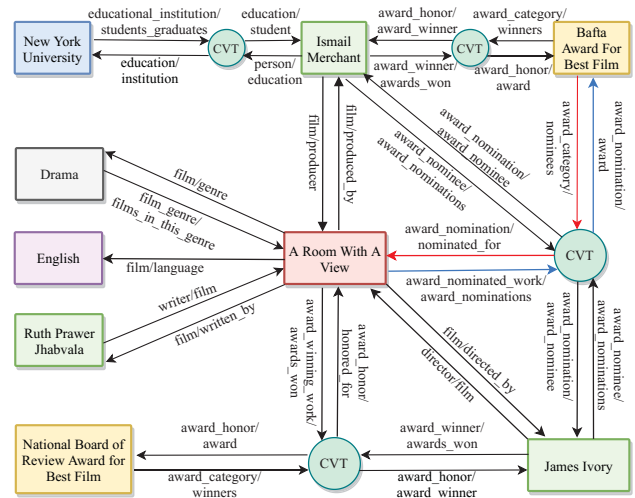 educational_institution/
students_graduates
education/
student
award_honor/
award_winner
award_category/
winners
New York
University
CVT
Ismail
Merchant
CVT
Bafta
Award For
Best Film
education/
institution
person/
education
award_winner/
awards_won
award_honor/
award
film/producer
film/produced_by
award_nomination/
award_nominee
award_nominee/
award_nominations
award_category/
nominees
award_nomination/
award
Drama
film/genre
film_genre/
films_in_this_genre
English
film/language
A Room With A
View
award_nomination/
nominated_for
award_nominated_work/
award_nominations
CVT
Ruth Prawer
Jhabvala
writer/film
film/written_by
award_winning_work/
awards_won
award_honor/
honored_for
film/directed_by
director/film
award_nomination/
award_nominee
award_nominee/
award_nominations
National Board of
Review Award for
Best Film
award_honor/
award
award_category/
winners
CVT
award_winner/
awards_won
award_honor/
award_winner
James Ivory